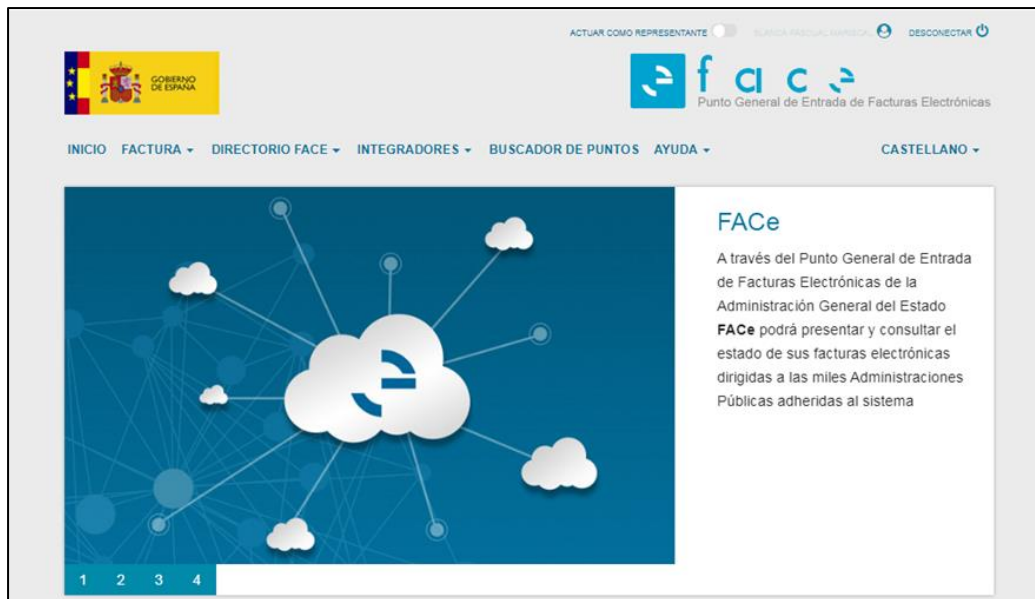 ACTUAR COMO REPRESENTANTE
DESCONECTAR
GOBIERNO
DE ESPAÑA
face
Punto General de Entrada de Facturas Electrónicas
INICIO FACTURA DIRECTORIO FACE INTEGRADORES BUSCADOR DE PUNTOS AYUDA CASTELLANO
FACe
A través del Punto General de Entrada
de Facturas Electrónicas de la
Administración General del Estado
FACe podrá presentar y consultar el
estado de sus facturas electrónicas
dirigidas a las miles Administraciones
Públicas adheridas al sistema
1 2 3 4